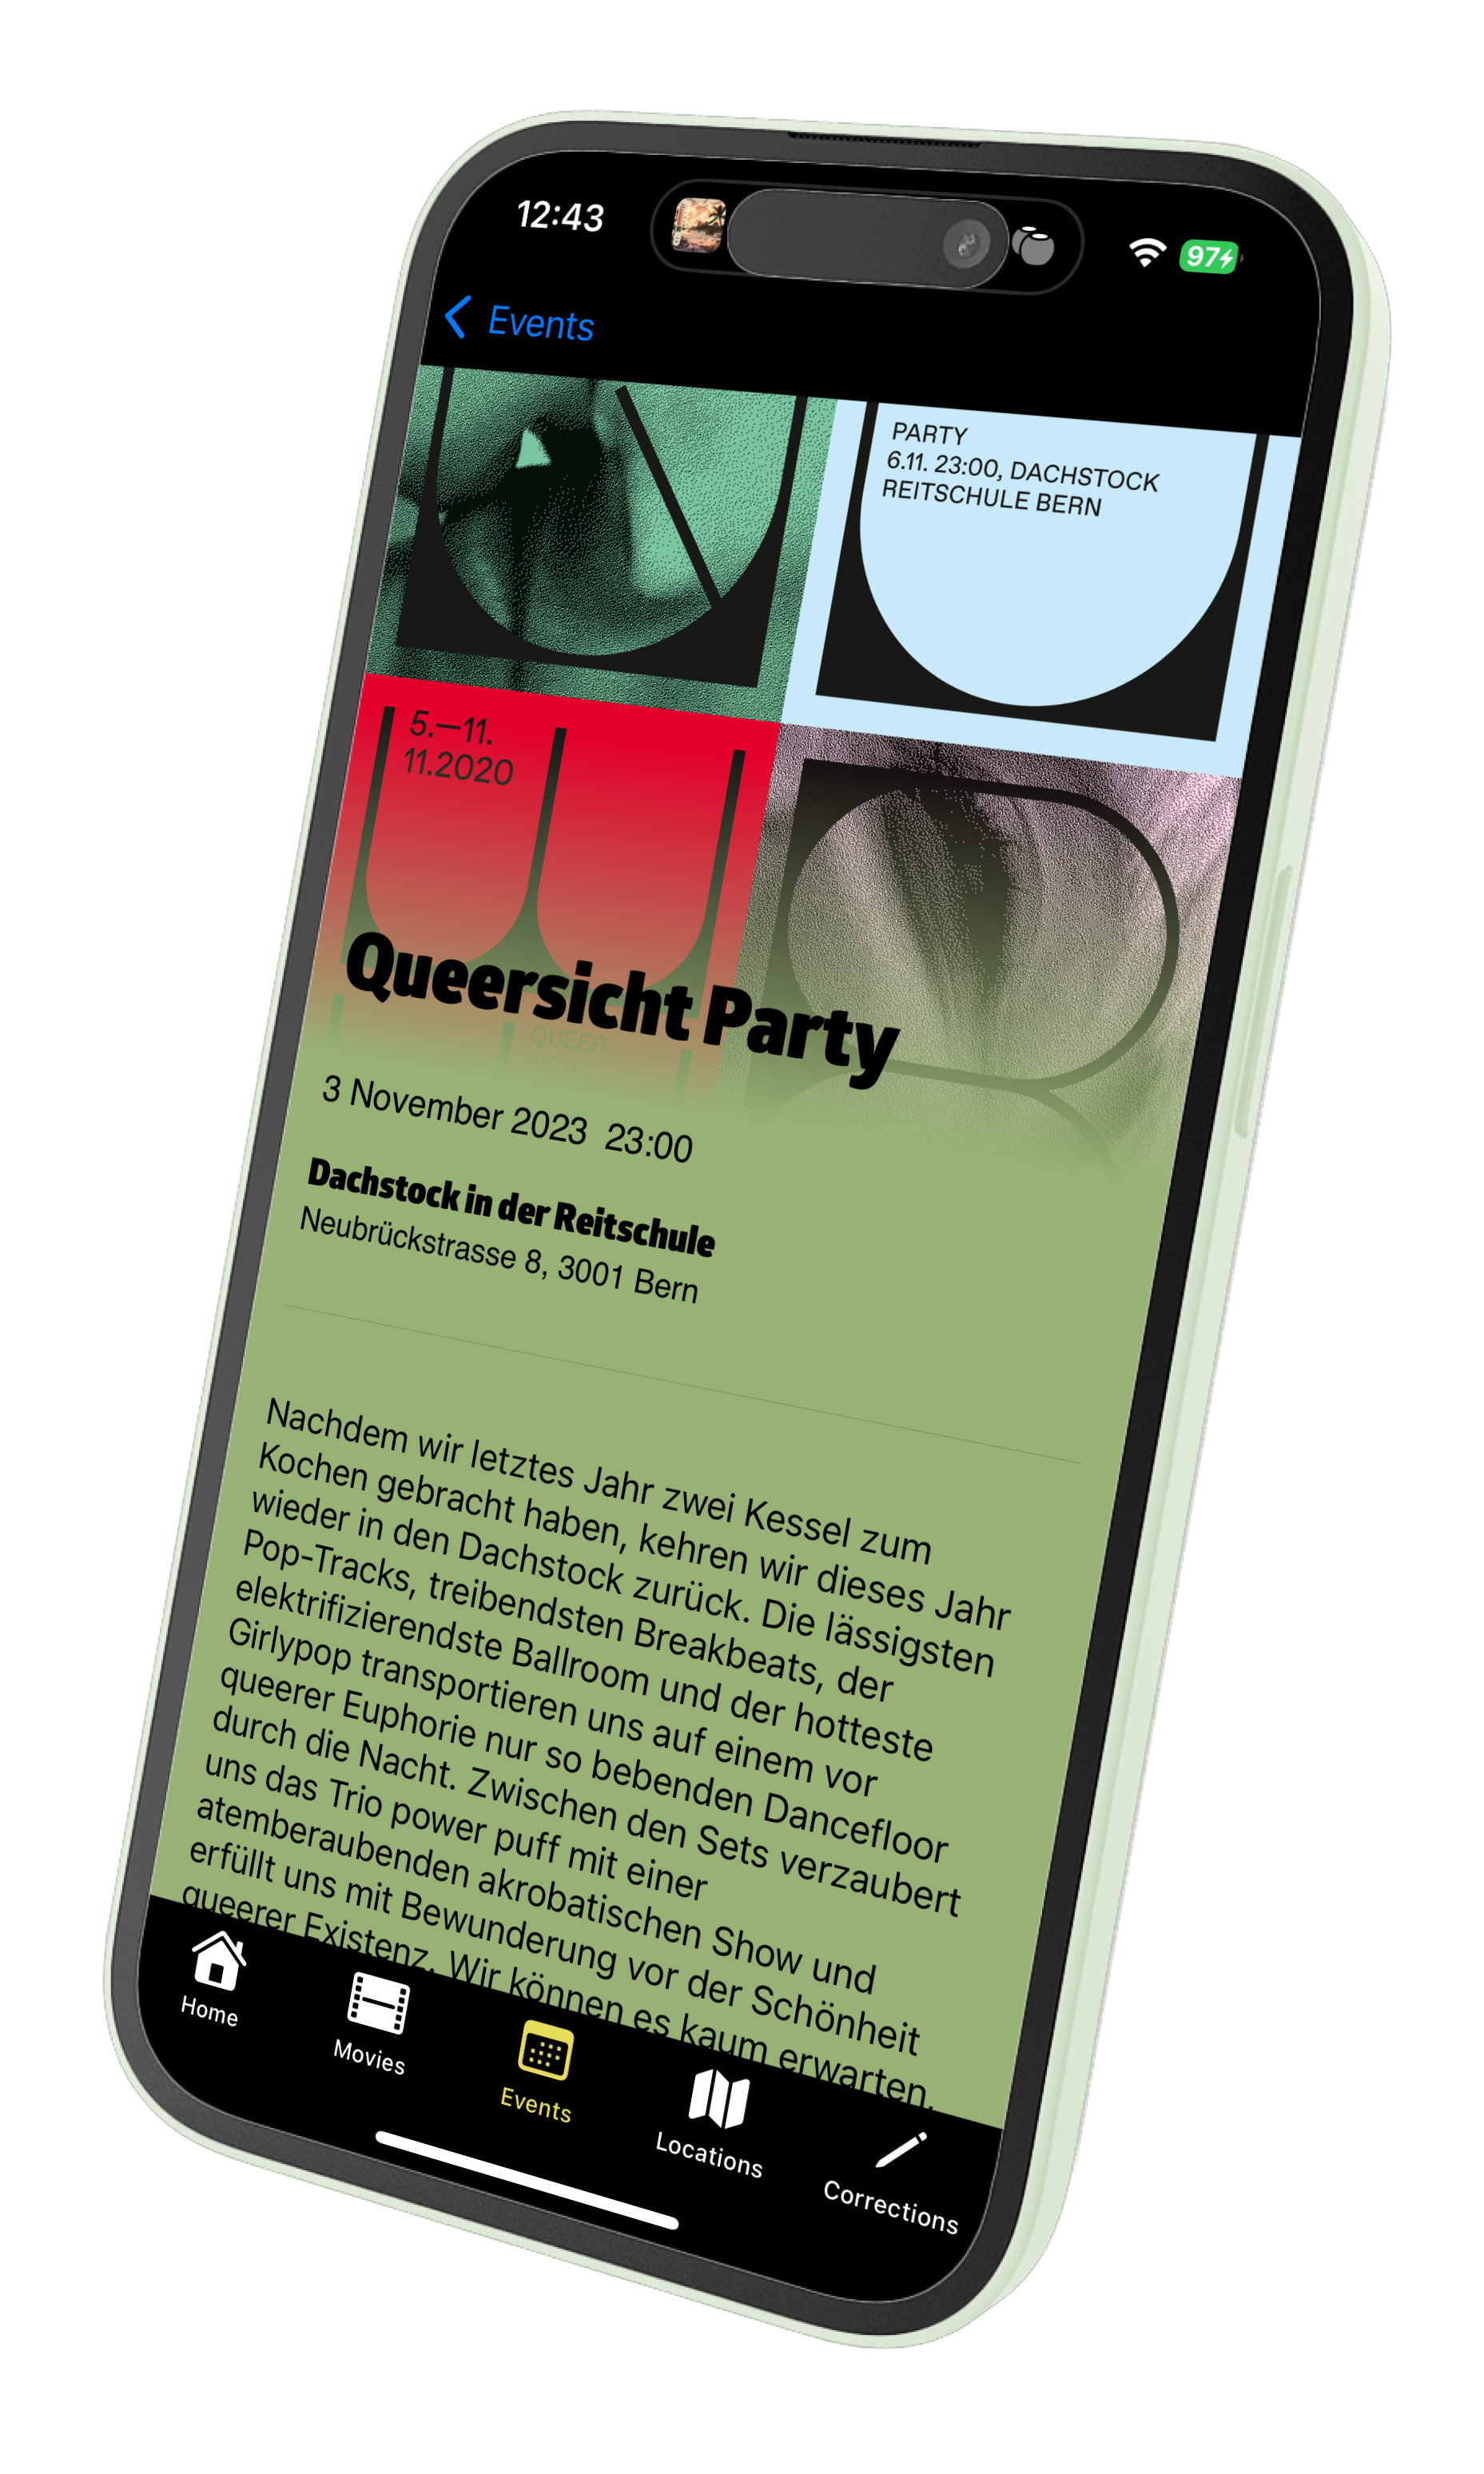 12:43
97
Events
PARTY
6.11. 23:00, DACHSTOCK
REITSCHULE BERN
5.—11.
11.2020
Queersicht Party
QUEER
SICHT
3 November 2023 23:00
Dachstock in der Reitschule
Neubrückstrasse 8, 3001 Bern
Nachdem wir letztes Jahr zwei Kessel zum
Kochen gebracht haben, kehren wir dieses Jahr
wieder in den Dachstock zurück. Die lässigsten
Pop-Tracks, treibendsten Breakbeats, der
elektrifizierendste Ballroom und der hotteste
Girlypop transportieren uns auf einem vor
queerer Euphorie nur so bebenden Dancefloor
durch die Nacht. Zwischen den Sets verzaubert
uns das Trio power puff mit einer
atemberaubenden akrobatischen Show und
erfüllt uns mit Bewunderung vor der Schönheit
queerer Existenz. Wir können es kaum erwarten,
Home
Movies
Events
Locations
Corrections